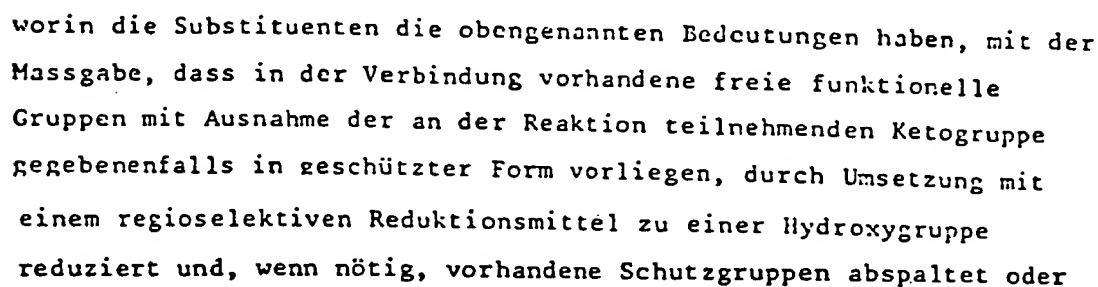 worin die Substituenten die obengenannten Bedeutungen haben, mit der
Massgabe, dass in der Verbindung vorhandene freie funktionelle
Gruppen mit Ausnahme der an der Reaktion teilnehmenden Ketogruppe
gegebenenfalls in geschützter Form vorliegen, durch Umsetzung mit
einem regioselektiven Reduktionsmittel zu einer Hydroxygruppe
reduziert und, wenn nötig, vorhandene Schutzgruppen abspaltet oder